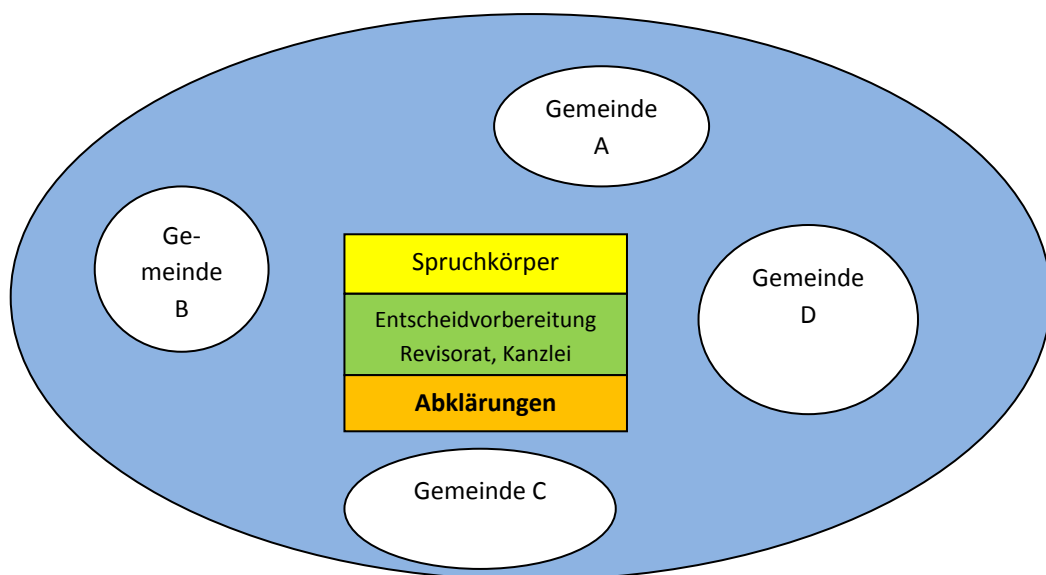 Gemeinde
A
Ge-
meinde
B
Spruchkörper
Entscheidvorbereitung
Revisorat, Kanzlei
Abklärungen
Gemeinde
D
Gemeinde C